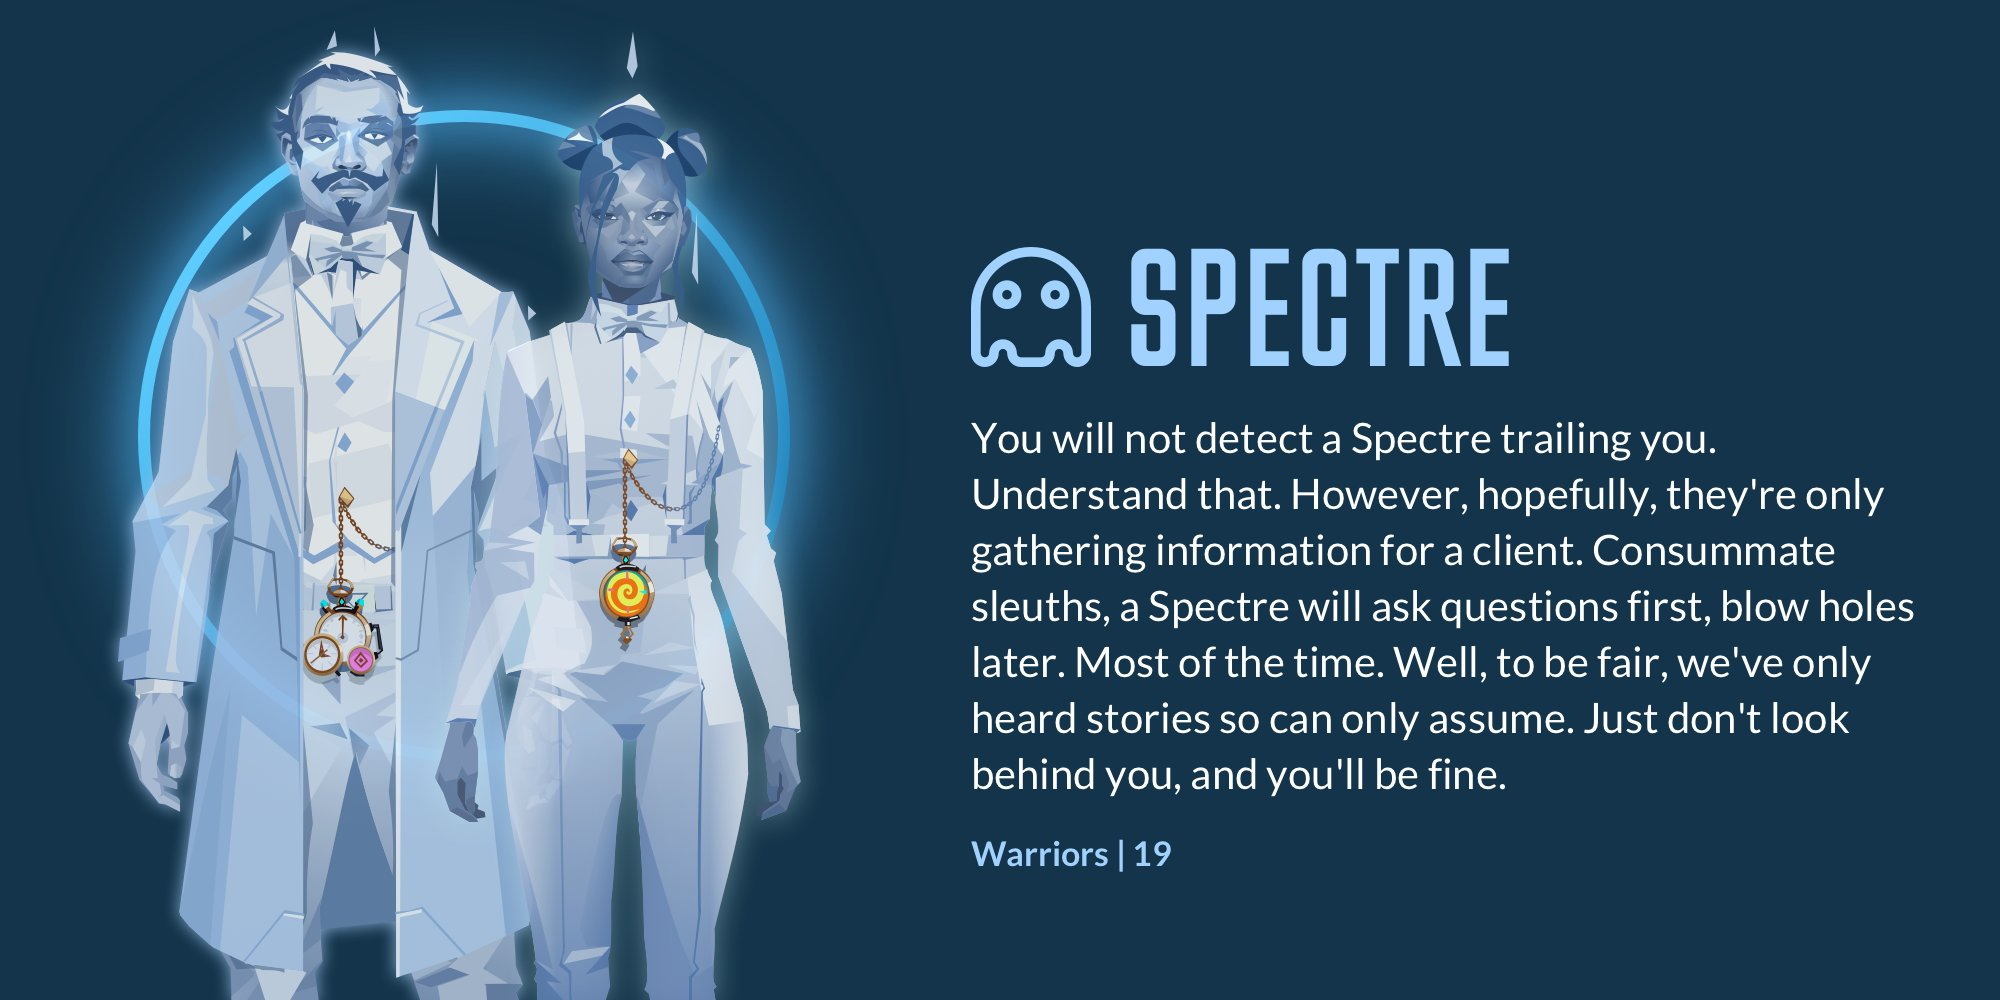 SPECTRE
You will not detect a Spectre trailing you.
Understand that. However, hopefully, they're only
gathering information for a client. Consummate
sleuths, a Spectre will ask questions first, blow holes
later. Most of the time. Well, to be fair, we've only
heard stories so can only assume. Just don't look
behind you, and you'll be fine.
Warriors | 19